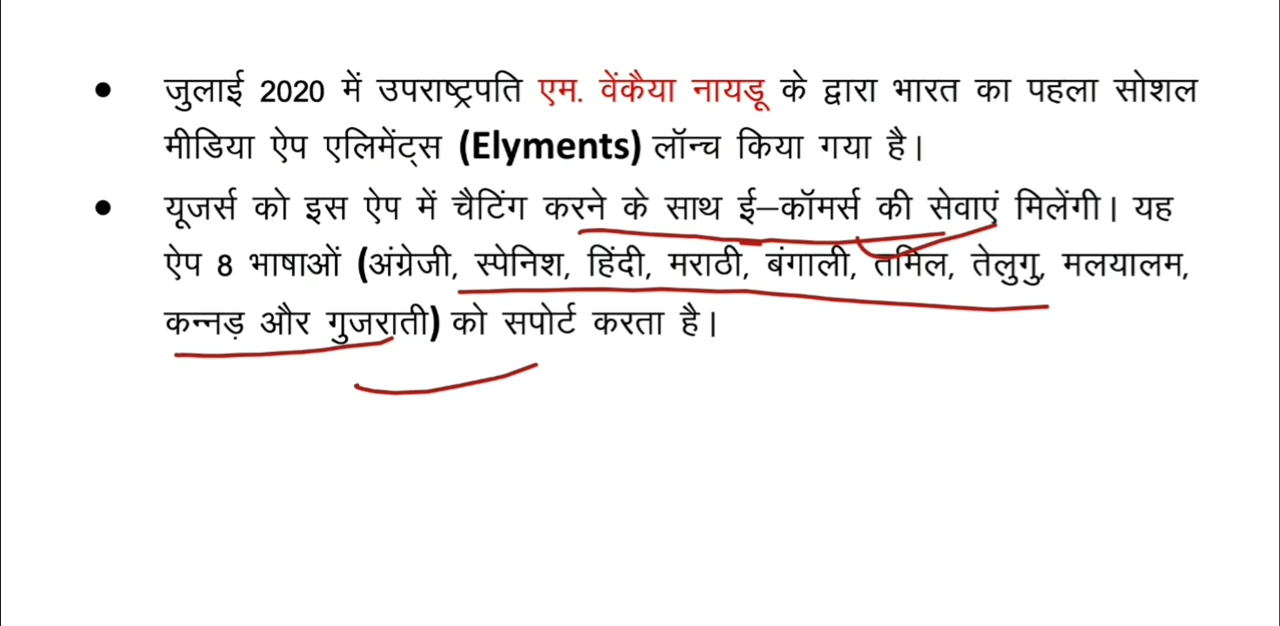 • जुलाई 2020 में उपराष्ट्रपति एम. वेंकैया नायडू के द्वारा भारत का पहला सोशल
मीडिया ऐप एलिमेंट्स (Elyments) लॉन्च किया गया है।
• यूजर्स को इस ऐप में चैटिंग करने के साथ ई–कॉमर्स की सेवाएं मिलेंगी। यह
ऐप 8 भाषाओं (अंग्रेजी, स्पेनिश, हिंदी, मराठी, बंगाली, तमिल, तेलुगु, मलयालम,
कन्नड़ और गुजराती) को सपोर्ट करता है।